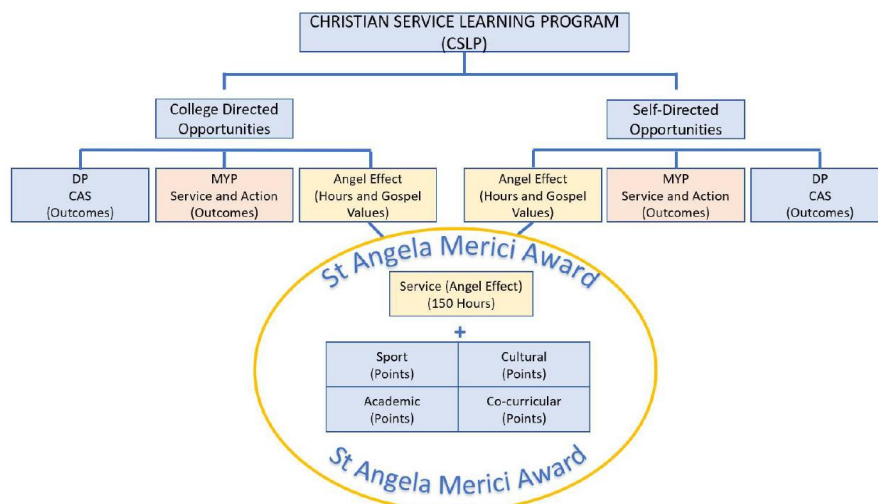 CHRISTIAN SERVICE LEARNING PROGRAM
(CSLP)
College Directed
Opportunities
Self-Directed
Opportunities
DP
CAS
(Outcomes)
MYP
Service and Action
(Outcomes)
Angel Effect
(Hours and Gospel
Values)
Angel Effect
(Hours and Gospel
Values)
MYP
Service and Action
(Outcomes)
DP
CAS
(Outcomes)
St Angela Merici Award
Service (Angel Effect)
(150 Hours)
+
Sport
(Points)
Cultural
(Points)
Academic
(Points)
Co-curricular
(Points)
St Angela Merici Award